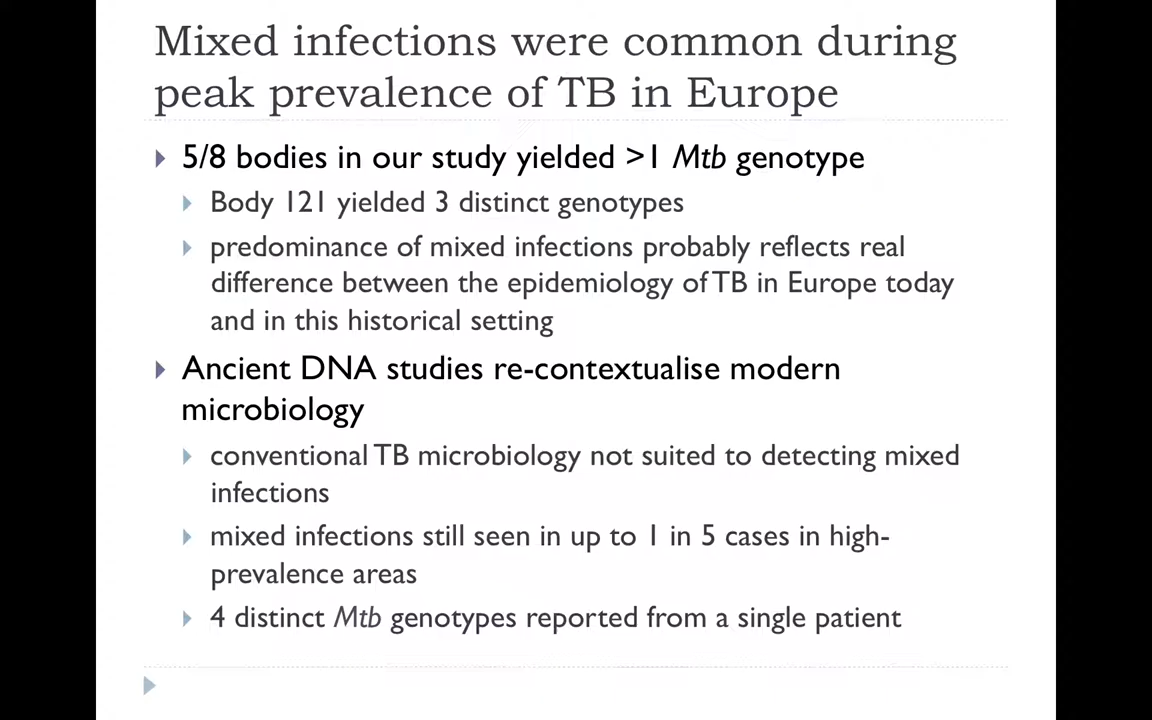 Mixed infections were common during
peak prevalence of TB in Europe
5/8 bodies in our study yielded >1 Mtb genotype
Body 121 yielded 3 distinct genotypes
predominance of mixed infections probably reflects real
difference between the epidemiology of TB in Europe today
and in this historical setting
Ancient DNA studies re-contextualise modern
microbiology
conventional TB microbiology not suited to detecting mixed
infections
mixed infections still seen in up to 1 in 5 cases in high-
prevalence areas
4 distinct Mtb genotypes reported from a single patient